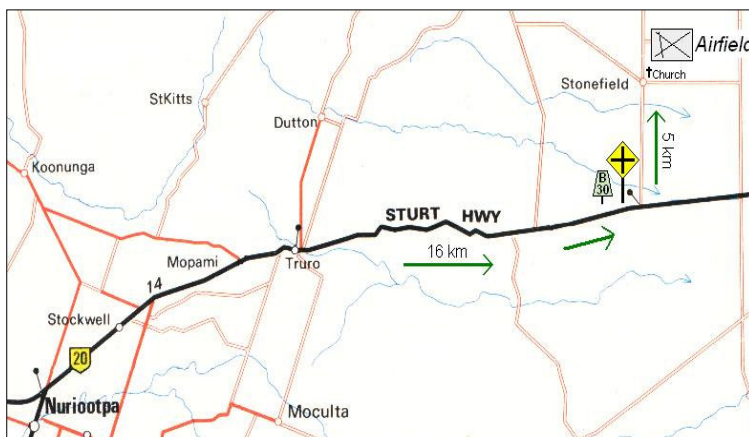 Airfield
Church
Stonefield
StKitts
Dutton
5 km
Koonunga
B
30
STURT HWY
Mopami
Truro
16 km
14
Stockwell
20
Nuriootpa
Moculta